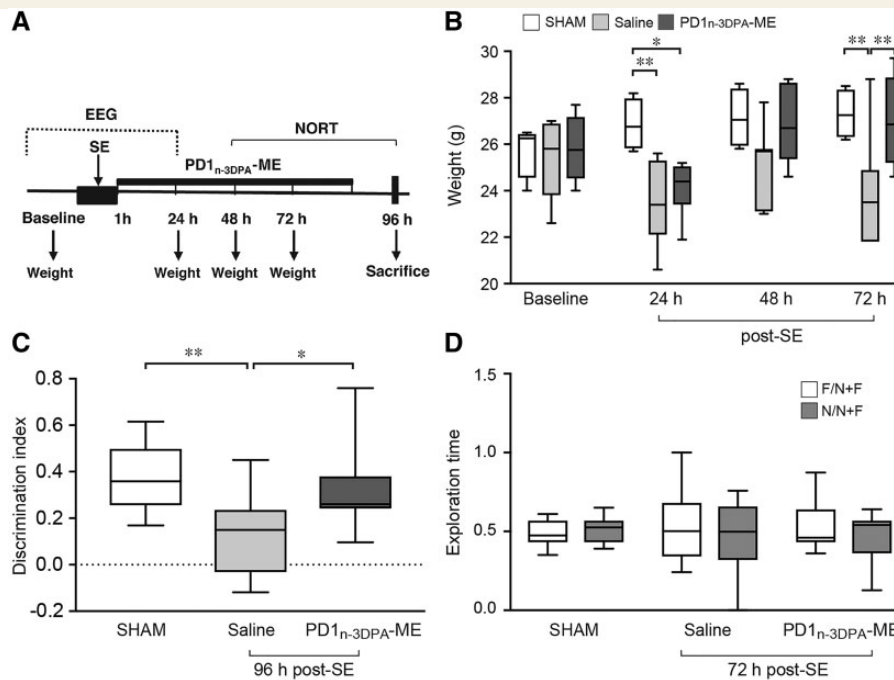 A
EEG
SE
NORT
PD1n-3DPA-ME
Baseline 1h 24 h 48 h 72 h 96 h
Weight Weight Weight Weight Sacrifice
B
SHAM Saline PD1n-3DPA-ME
** * ** **
Weight (g)
30
28
26
24
22
20
Baseline 24 h 48 h 72 h
post-SE
C
** *
Discrimination index
0.8
0.6
0.4
0.2
0.0
-0.2
SHAM Saline PD1n-3DPA-ME
96 h post-SE
D
F/N+F
N/N+F
Exploration time
1.5
1.0
0.5
0.0
SHAM Saline PD1n-3DPA-ME
72 h post-SE